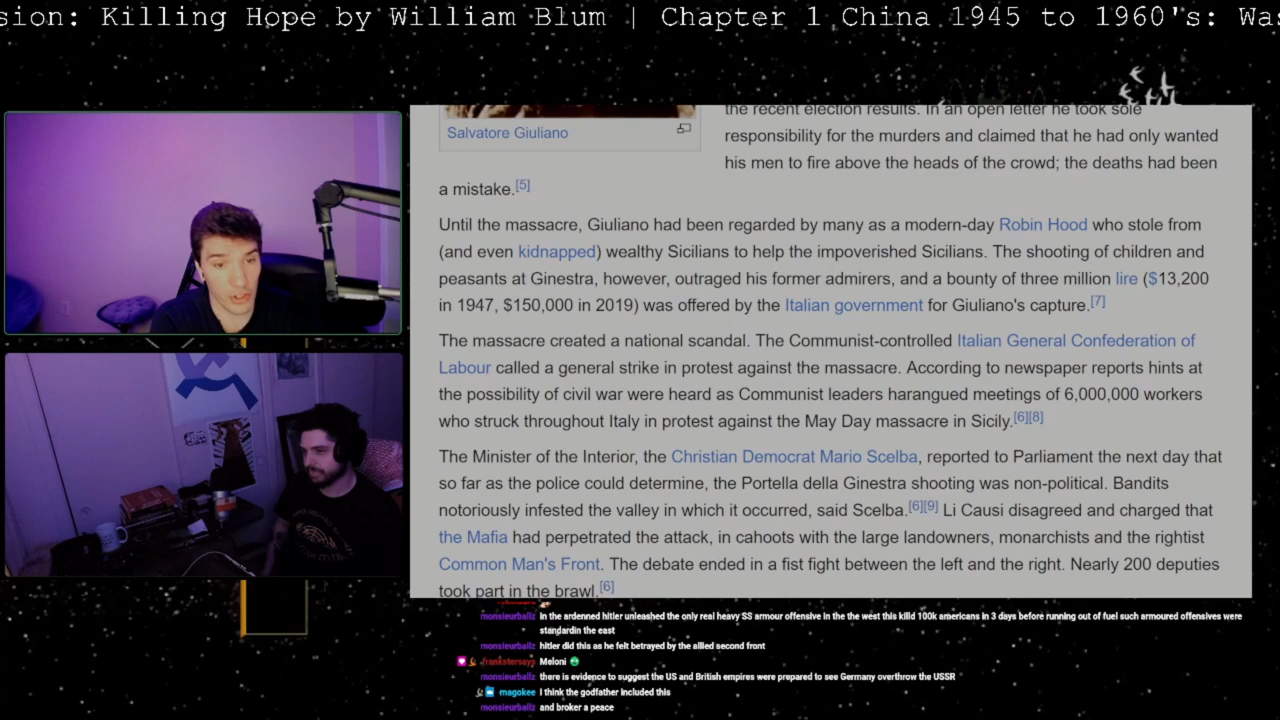 sion: Killing Hope by William Blum | Chapter 1 China 1945 to 1960's: Was
the recent election results. In an open letter he took sole
Salvatore Giuliano
responsibility for the murders and claimed that he had only wanted
his men to fire above the heads of the crowd; the deaths had been
a mistake.[5]
Until the massacre, Giuliano had been regarded by many as a modern-day Robin Hood who stole from
(and even kidnapped) wealthy Sicilians to help the impoverished Sicilians. The shooting of children and
peasants at Ginestra, however, outraged his former admirers, and a bounty of three million lire ($13,200
in 1947, $150,000 in 2019) was offered by the Italian government for Giuliano's capture.[7]
The massacre created a national scandal. The Communist-controlled Italian General Confederation of
Labour called a general strike in protest against the massacre. According to newspaper reports hints at
the possibility of civil war were heard as Communist leaders harangued meetings of 6,000,000 workers
who struck throughout Italy in protest against the May Day massacre in Sicily.[6][8]
The Minister of the Interior, the Christian Democrat Mario Scelba, reported to Parliament the next day that
so far as the police could determine, the Portella della Ginestra shooting was non-political. Bandits
notoriously infested the valley in which it occurred, said Scelba.[6][9] Li Causi disagreed and charged that
the Mafia had perpetrated the attack, in cahoots with the large landowners, monarchists and the rightist
Common Man's Front. The debate ended in a fist fight between the left and the right. Nearly 200 deputies
took part in the brawl.[6]
monsieurballz in the ardenned hitler unleashed the only real heavy SS armour offensive in the the west this killd 100k americans in 3 days before running out of fuel such armoured offensives were
standardin the east
monsieurballz hitler did this as he felt betrayed by the allied second front
frankstersays Meloni
monsieurballz there is evidence to suggest the US and British empires were prepared to see Germany overthrow the USSR
magokee I think the godfather included this
monsieurballz and broker a peace